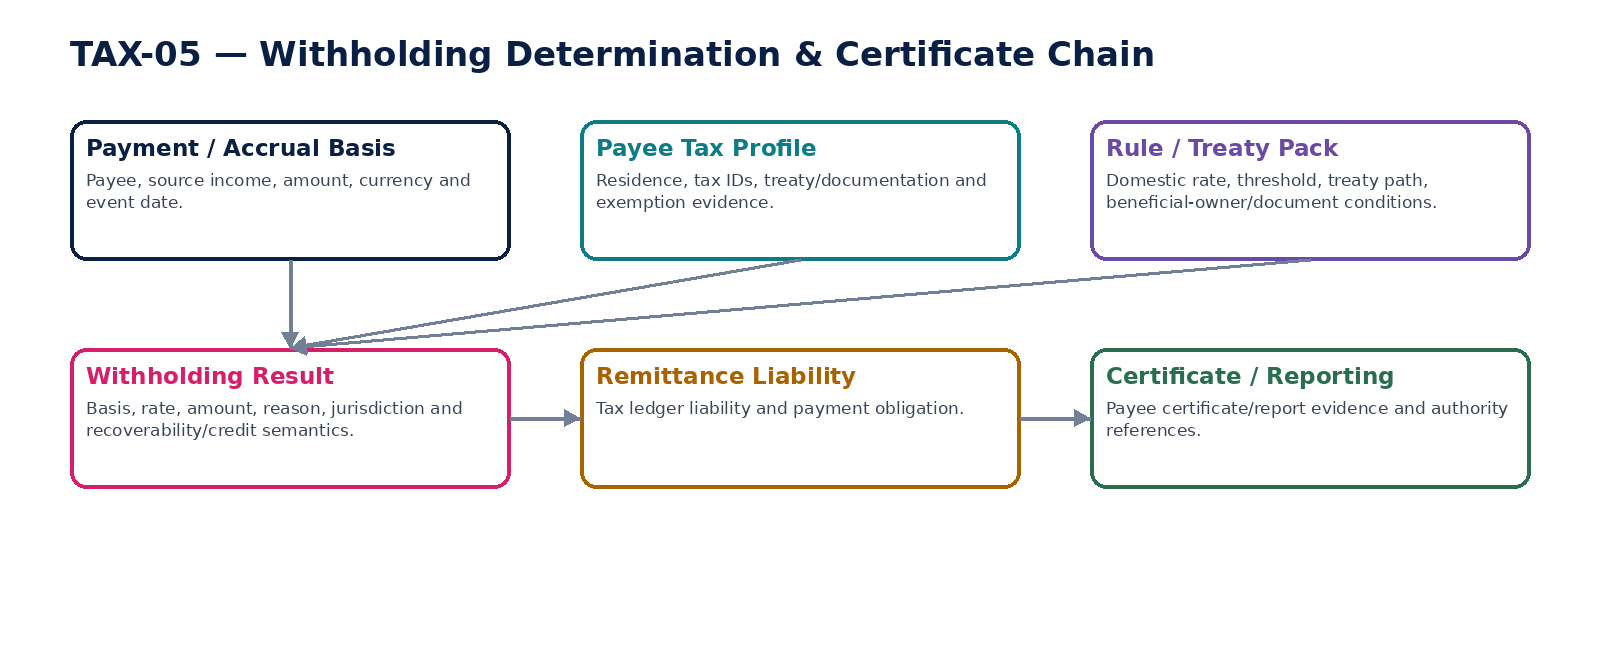 TAX-05 — Withholding Determination & Certificate Chain
Payment / Accrual Basis
Payee, source income, amount, currency and
event date.
Payee Tax Profile
Residence, tax IDs, treaty/documentation and
exemption evidence.
Rule / Treaty Pack
Domestic rate, threshold, treaty path,
beneficial-owner/document conditions.
Withholding Result
Basis, rate, amount, reason, jurisdiction and
recoverability/credit semantics.
Remittance Liability
Tax ledger liability and payment obligation.
Certificate / Reporting
Payee certificate/report evidence and authority
references.